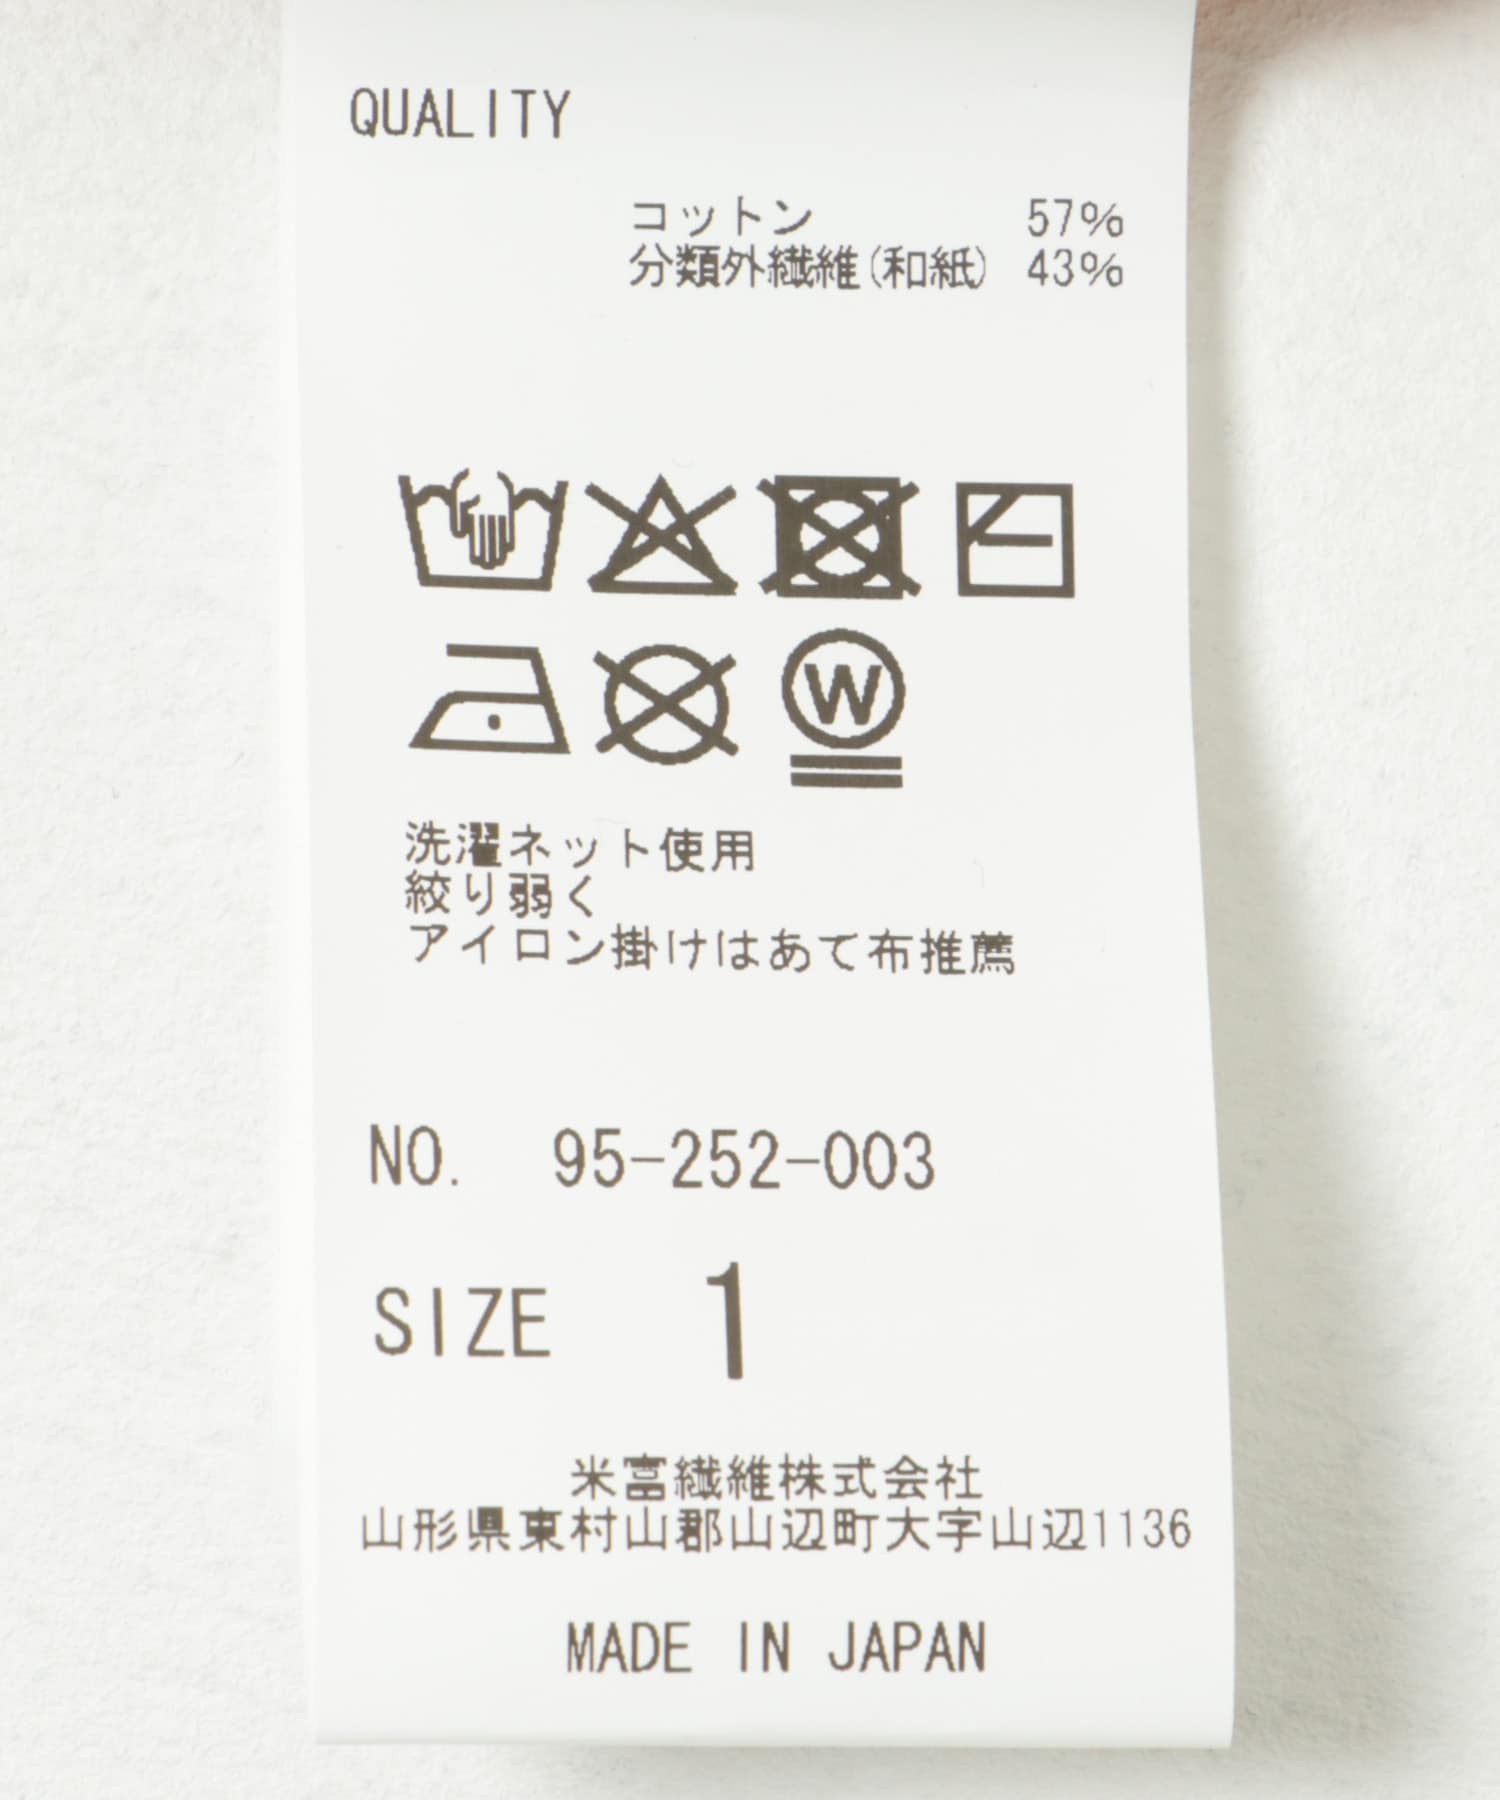 QUALITY
コットン 57%
分類外繊維(和紙) 43%
W
洗濯ネット使用
絞り弱く
アイロン掛けはあて布推薦
NO. 95-252-003
SIZE 1
米富繊維株式会社
山形県東村山郡山辺町大字山辺1136
MADE IN JAPAN